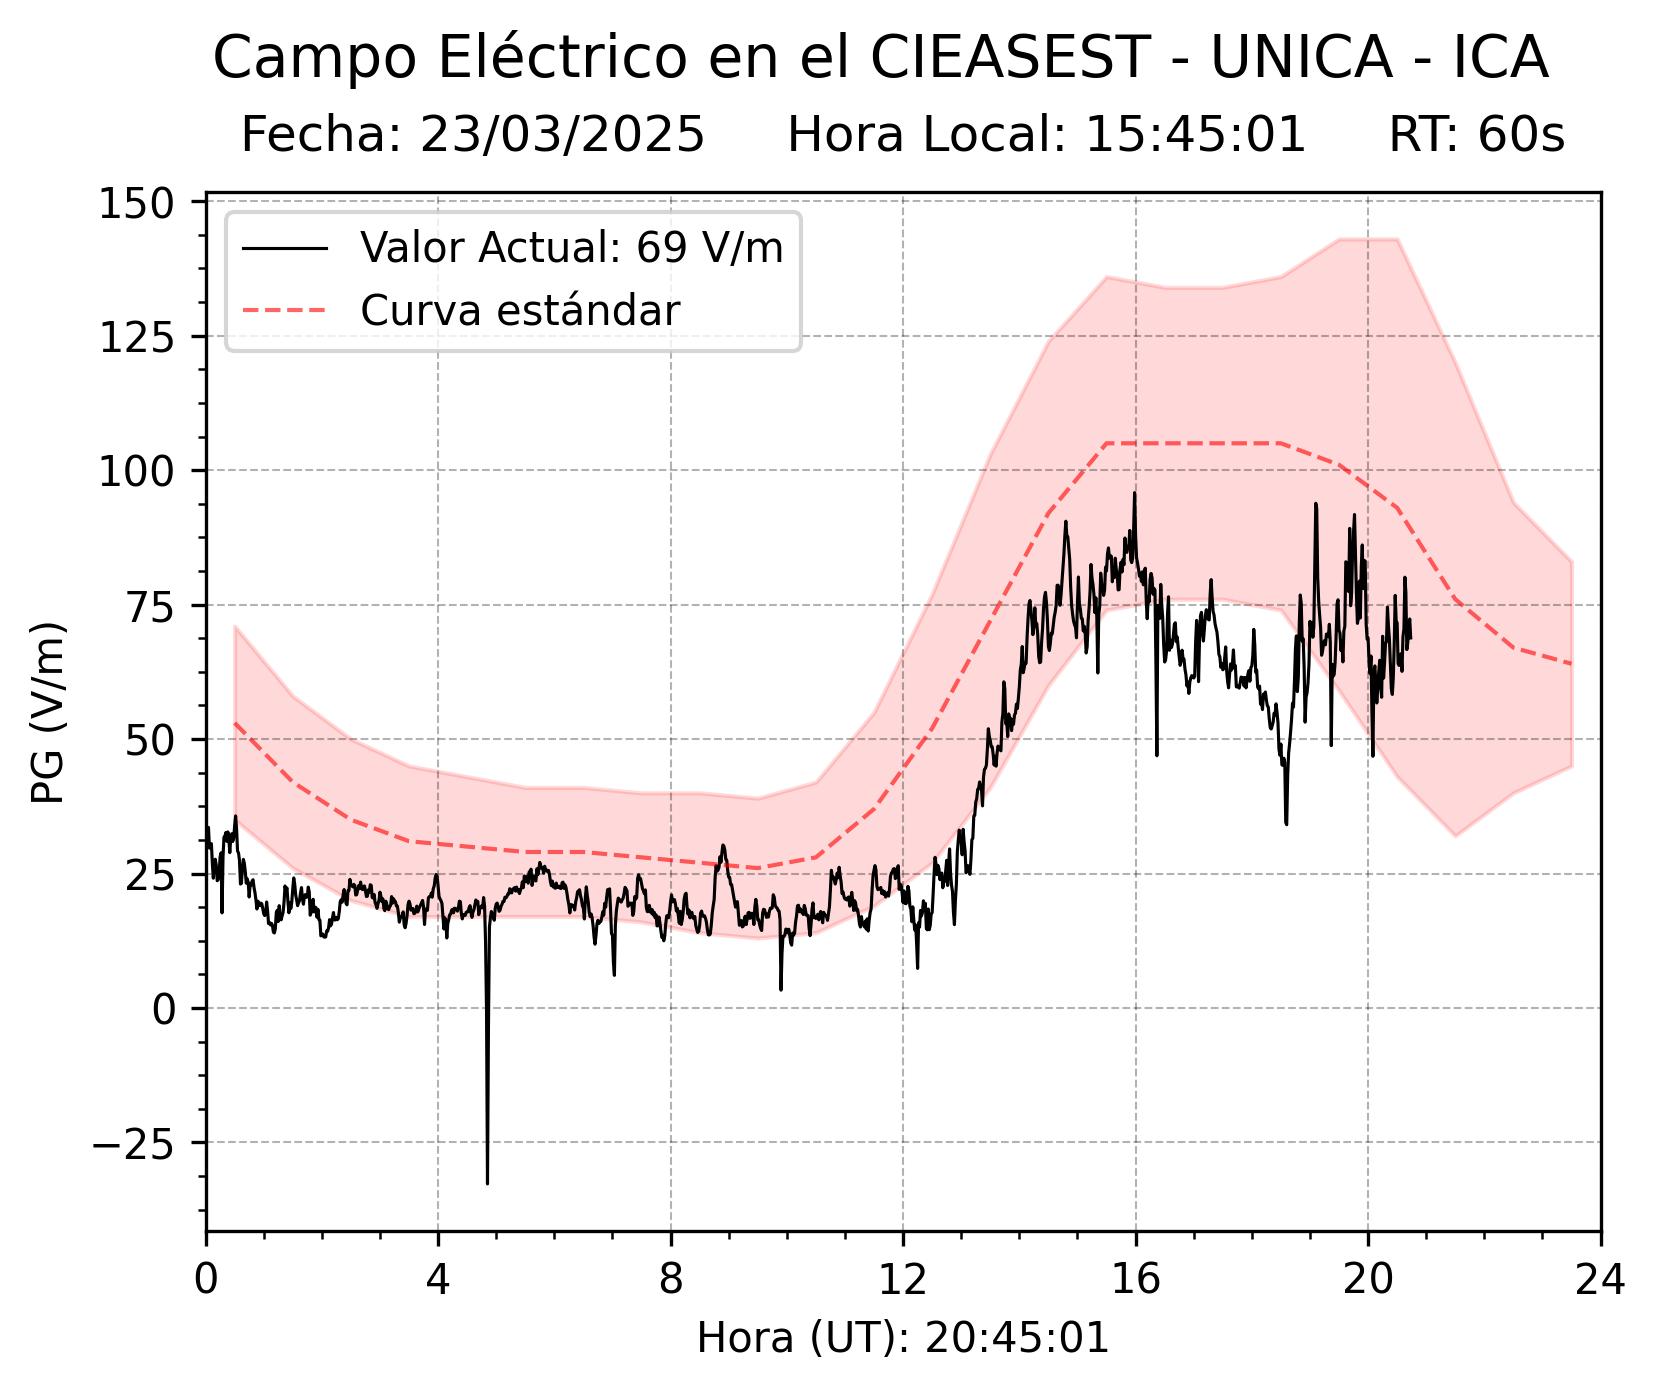 Campo Eléctrico en el CIEASEST - UNICA - ICA
Fecha: 23/03/2025 Hora Local: 15:45:01 RT: 60s
150
125
100
75
50
25
0
−25
PG (V/m)
Valor Actual: 69 V/m
Curva estándar
0 4 8 12 16 20 24
Hora (UT): 20:45:01